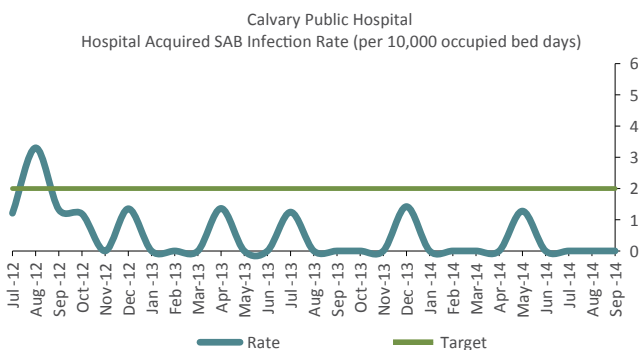 Calvary Public Hospital
Hospital Acquired SAB Infection Rate (per 10,000 occupied bed days)
6
5
4
3
2
1
0
Jul -12
Aug -12
Sep -12
Oct -12
Nov-12
Dec -12
Jan -13
Feb -13
Mar-13
Apr-13
May-13
Jun -13
Jul -13
Aug -13
Sep -13
Oct -13
Nov-13
Dec -13
Jan -14
Feb -14
Mar-14
Apr-14
May-14
Jun -14
Jul -14
Aug -14
Sep -14
Rate
Target